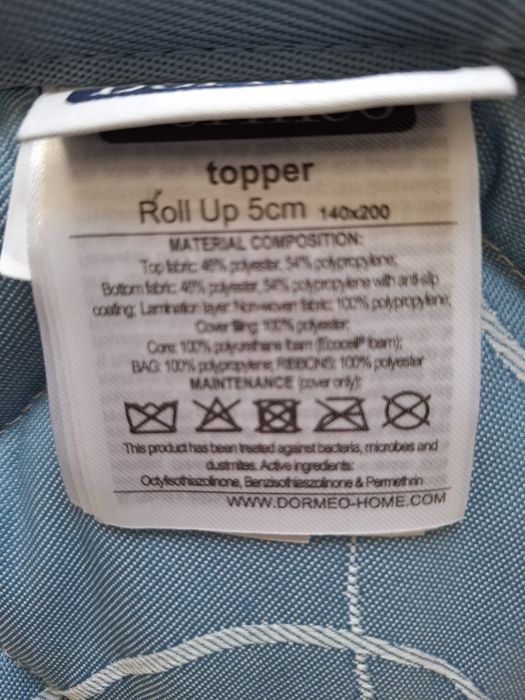 topper
Roll Up 5cm 140x200
MATERIAL COMPOSITION:
Top fabric: 46% polyester, 54% polypropylene;
Bottom fabric: 46% polyester, 54% polypropylene with anti-slip
coating; Lamination layer: Non-woven fabric: 100% polypropylene;
Cover filling: 100% polyester;
Core: 100% polyurethane foam (Ecocell® foam);
BAG: 100% polypropylene; RIBBONS: 100% polyester
MAINTENANCE (cover only):
This product has been treated against bacteria, microbes and
dustmites. Active ingredients:
Octylisothiazolinone, Benzisothiaszolinone & Permethrin
WWW.DORMEO-HOME.COM